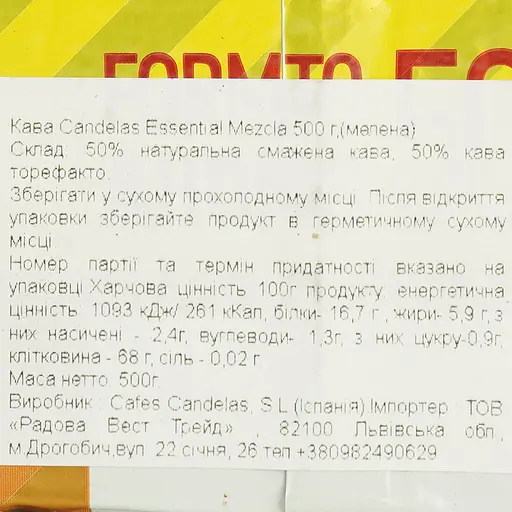 FORMTO 50
Кава Candelas Essential Mezcla 500 г,(мелена)
Склад: 50% натуральна смажена кава, 50% кава
торефакто.
Зберігати у сухому прохолодному місці. Після відкриття
упаковки зберігайте продукт в герметичному сухому
місці.
Номер партії та термін придатності вказано на
упаковці.Харчова цінність 100г продукту: енергетична
цінність: 1093 кДж/ 261 кКал, білки- 16,7 г , жири- 5,9 г,з
них насичені - 2,4г, вуглеводи- 1,3г, з них цукру-0,9г,
клітковина - 68 г, сіль - 0,02 г
Маса нетто: 500г.
Виробник : Cafes Candelas, S.L.(Іспанія).Імпортер : ТОВ
«Радова Вест Трейд» , 82100 Львівська обл.,
м.Дрогобич,вул. 22 січня, 26 тел.+380982490629